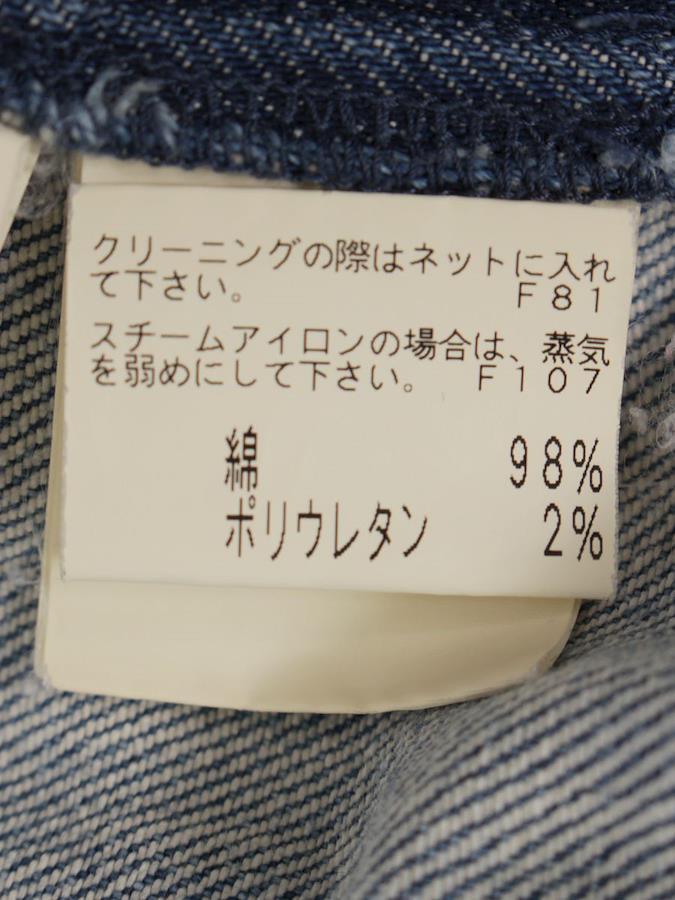 クリーニングの際はネットに入れ
て下さい。 F81
スチームアイロンの場合は、蒸気
を弱めにして下さい。 F107
綿 98%
ポリウレタン 2%